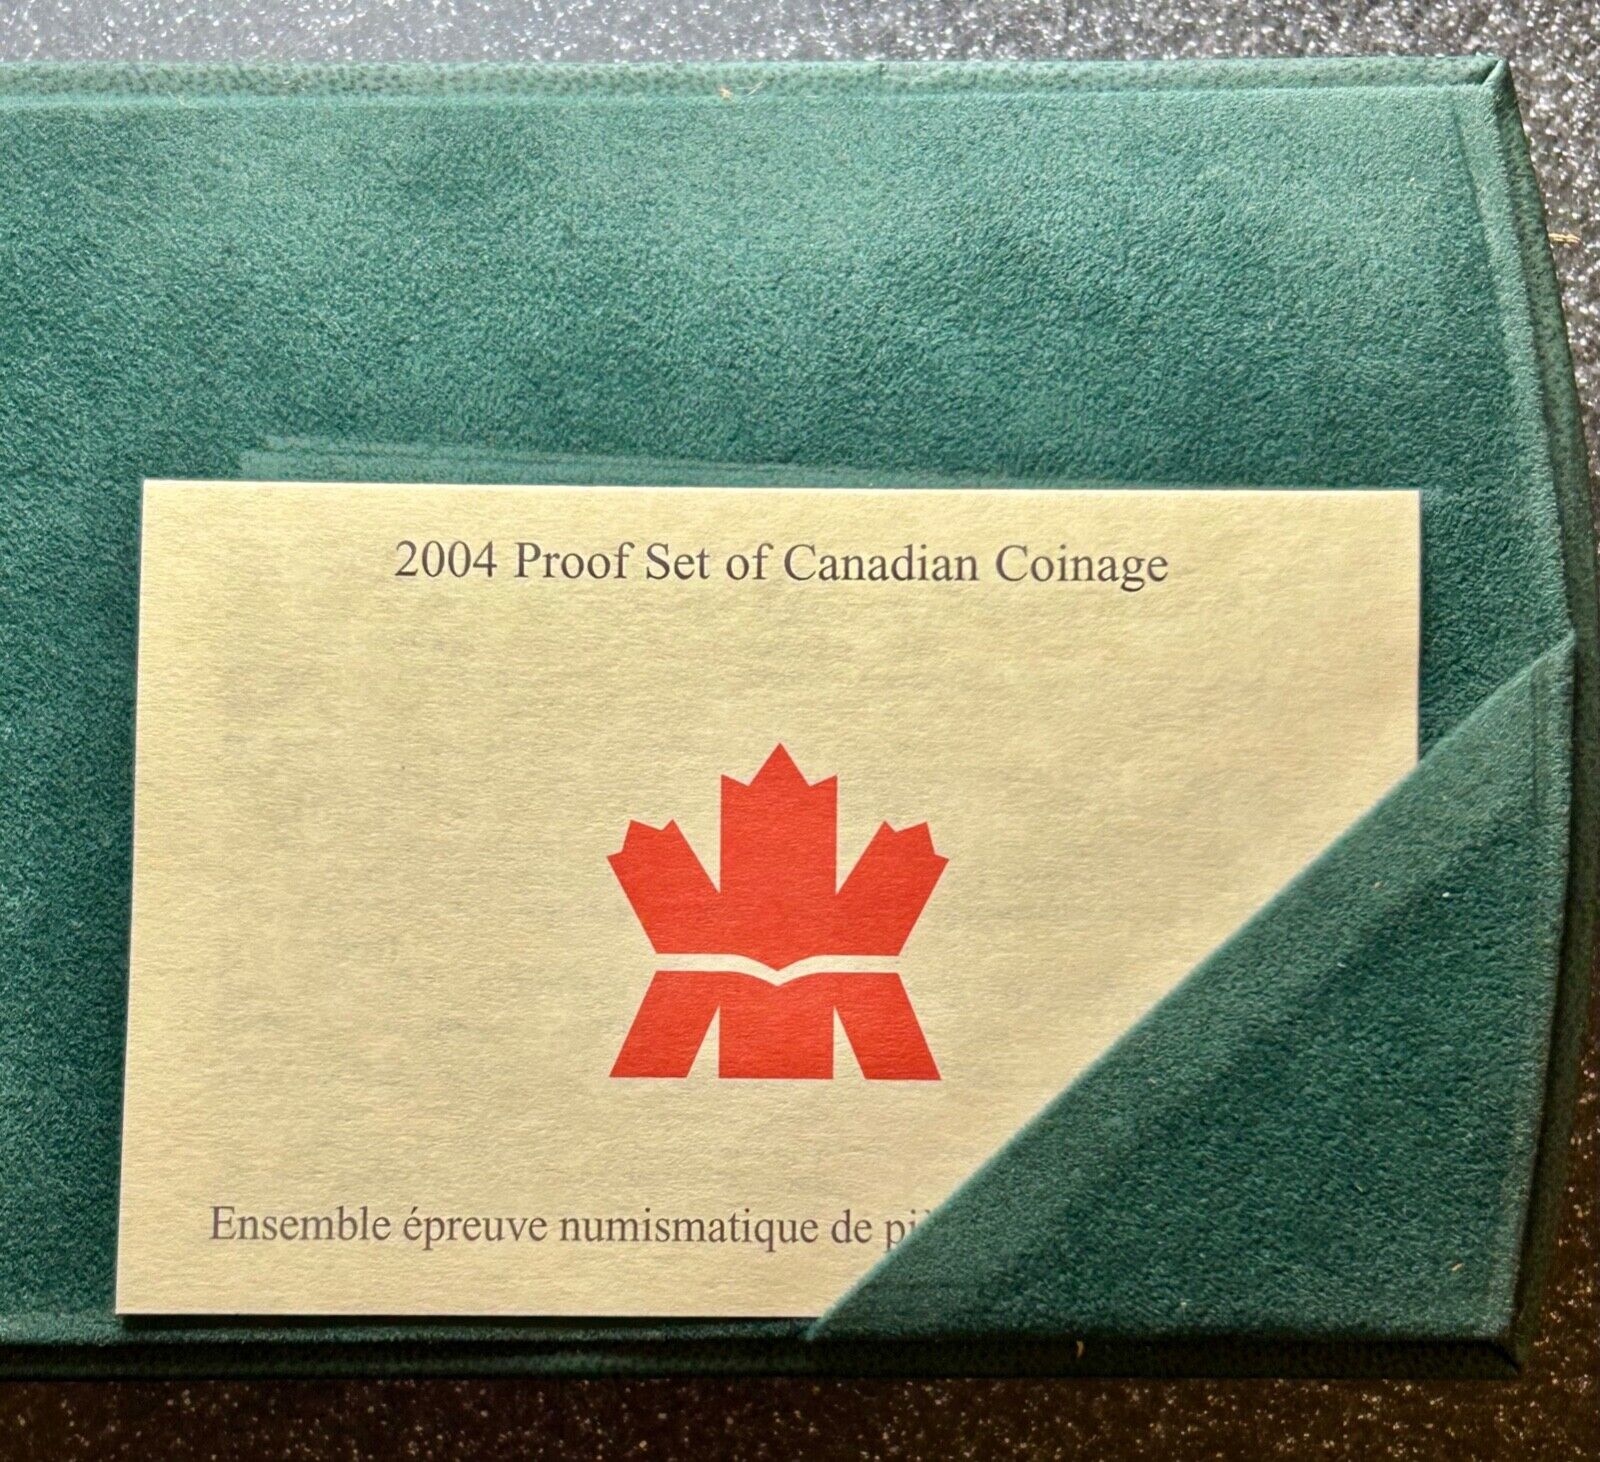 2004 Proof Set of Canadian Coinage
Ensemble épreuve numismatique de